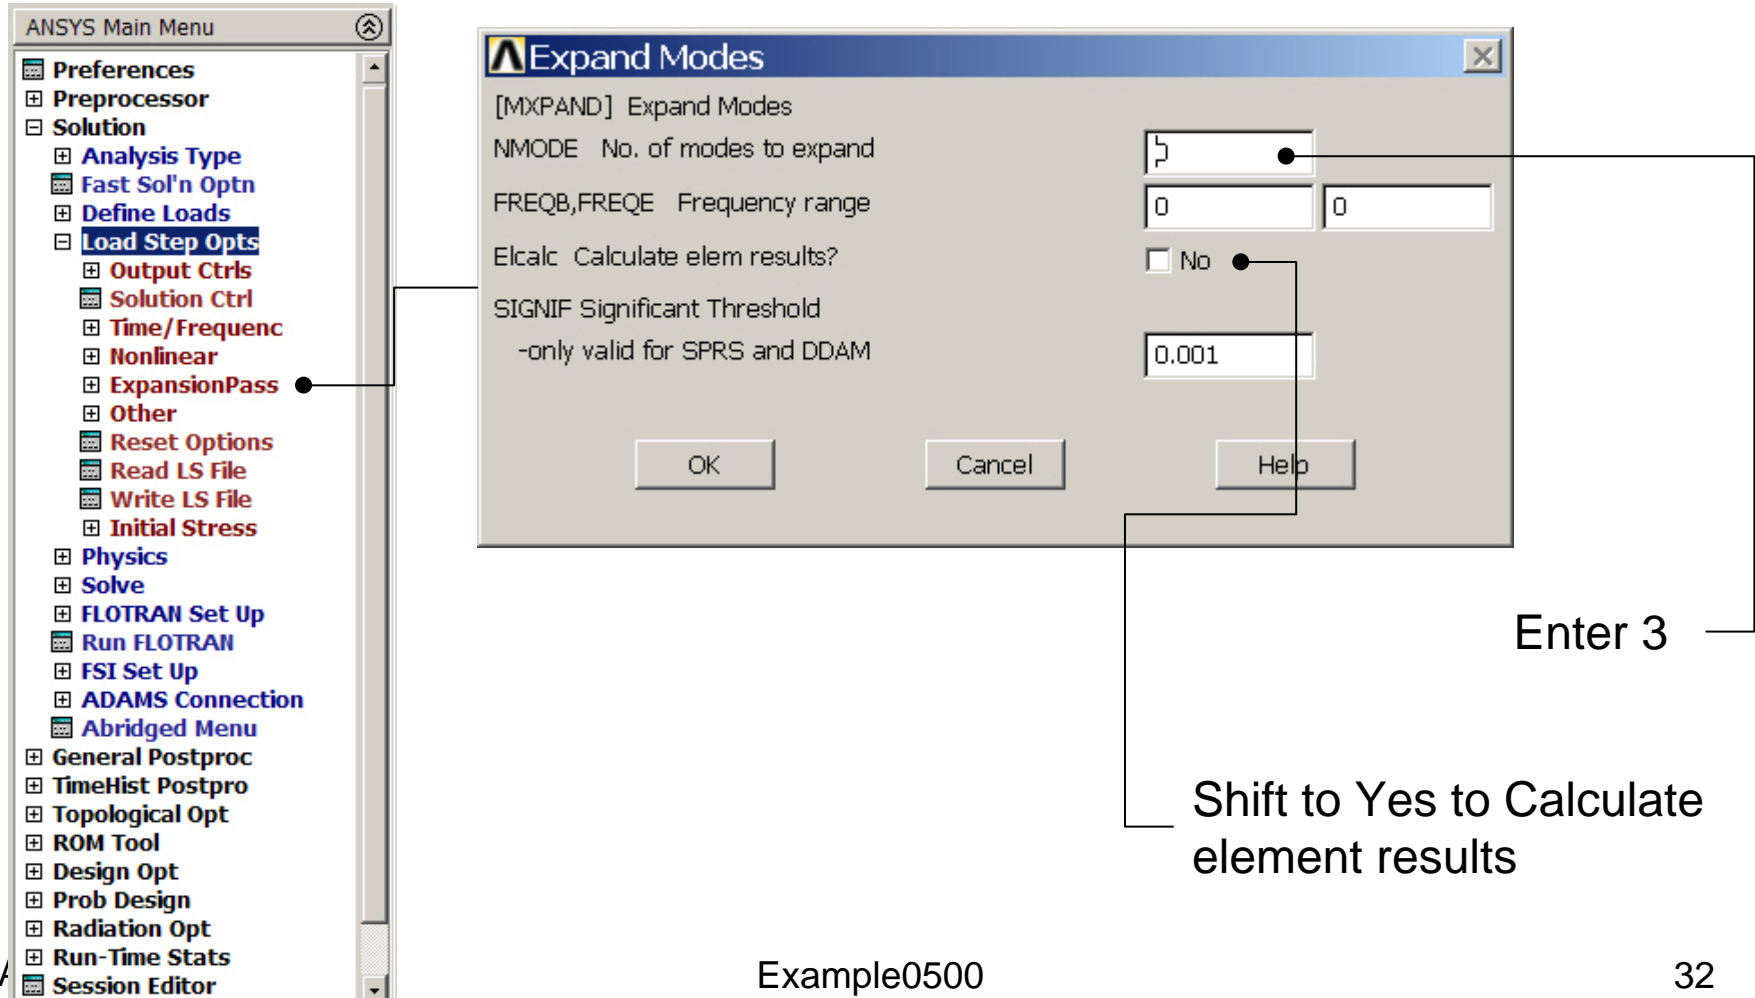 ANSYS Main Menu
Preferences
Preprocessor
Solution
Analysis Type
Fast Sol'n Optn
Define Loads
Load Step Opts
Output Ctrls
Solution Ctrl
Time/Frequenc
Nonlinear
ExpansionPass
Other
Reset Options
Read LS File
Write LS File
Initial Stress
Physics
Solve
FLOTRAN Set Up
Run FLOTRAN
FSI Set Up
ADAMS Connection
Abridged Menu
General Postproc
TimeHist Postpro
Topological Opt
ROM Tool
Design Opt
Prob Design
Radiation Opt
Run-Time Stats
Session Editor
Expand Modes
[MXPAND] Expand Modes
NMODE No. of modes to expand
FREQB,FREQE Frequency range 0 0
Elcalc Calculate elem results? No
SIGNIF Significant Threshold
-only valid for SPRS and DDAM 0.001
OK Cancel Help
Enter 3
Shift to Yes to Calculate
element results
A
Example0500
32